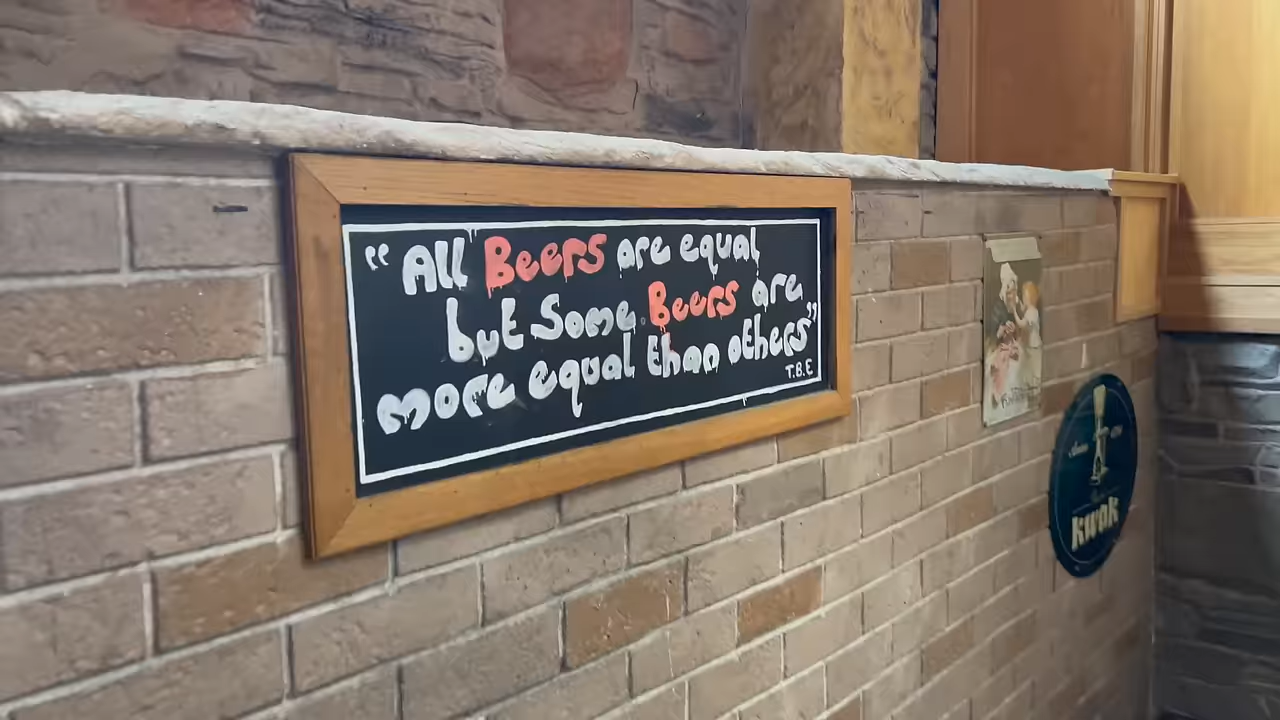 “All Beers are equal
but Some Beers are
more equal than others”
T.B.E
kwak